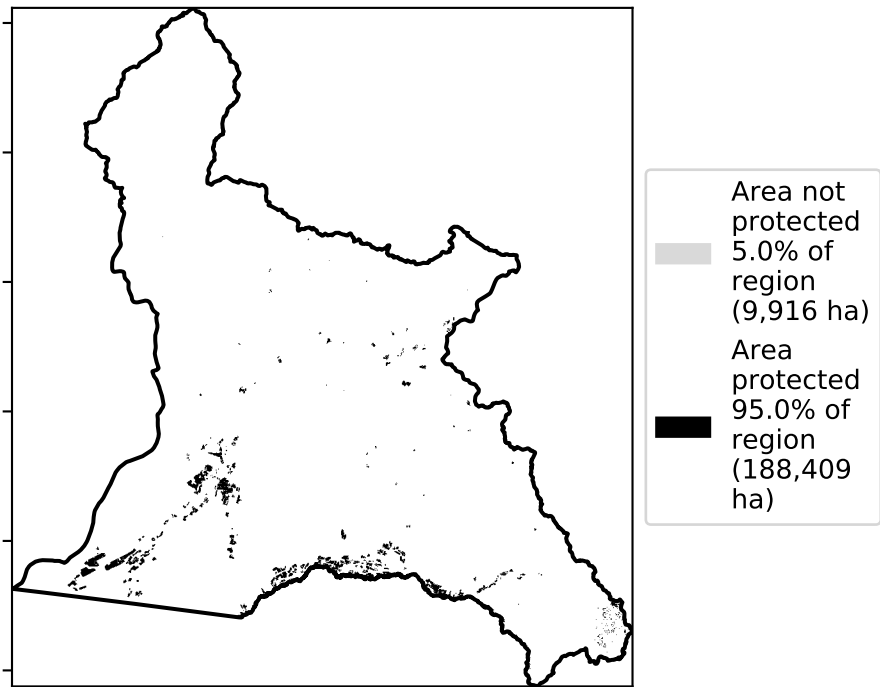 Area not
protected
5.0% of
region
(9,916 ha)
Area
protected
95.0% of
region
(188,409
ha)